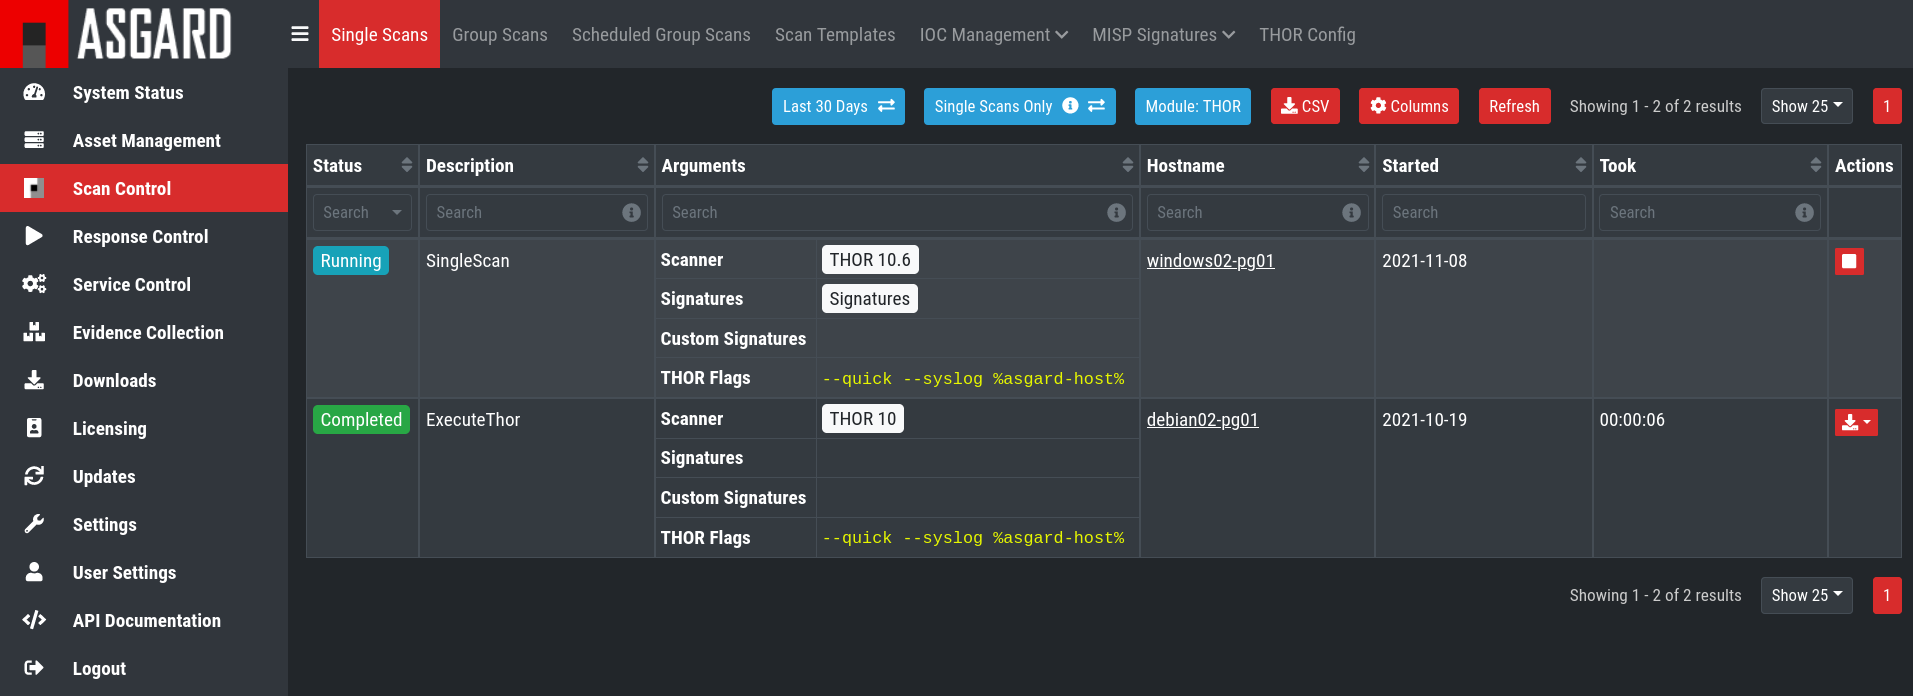 ASGARD
Single Scans Group Scans Scheduled Group Scans Scan Templates IOC Management MISP Signatures THOR Config
System Status
Asset Management
Scan Control
Response Control
Service Control
Evidence Collection
Downloads
Licensing
Updates
Settings
User Settings
API Documentation
Logout
Last 30 Days Single Scans Only Module: THOR CSV Columns Refresh Showing 1 - 2 of 2 results Show 25 1
Status Description Arguments Hostname Started Took Actions
Search Search Search Search Search Search
Running SingleScan Scanner THOR 10.6 windows02-pg01 2021-11-08
Signatures Signatures
Custom Signatures
THOR Flags --quick --syslog %asgard-host%
Completed ExecuteThor Scanner THOR 10 debian02-pg01 2021-10-19 00:00:06
Signatures
Custom Signatures
THOR Flags --quick --syslog %asgard-host%
Showing 1 - 2 of 2 results Show 25 1